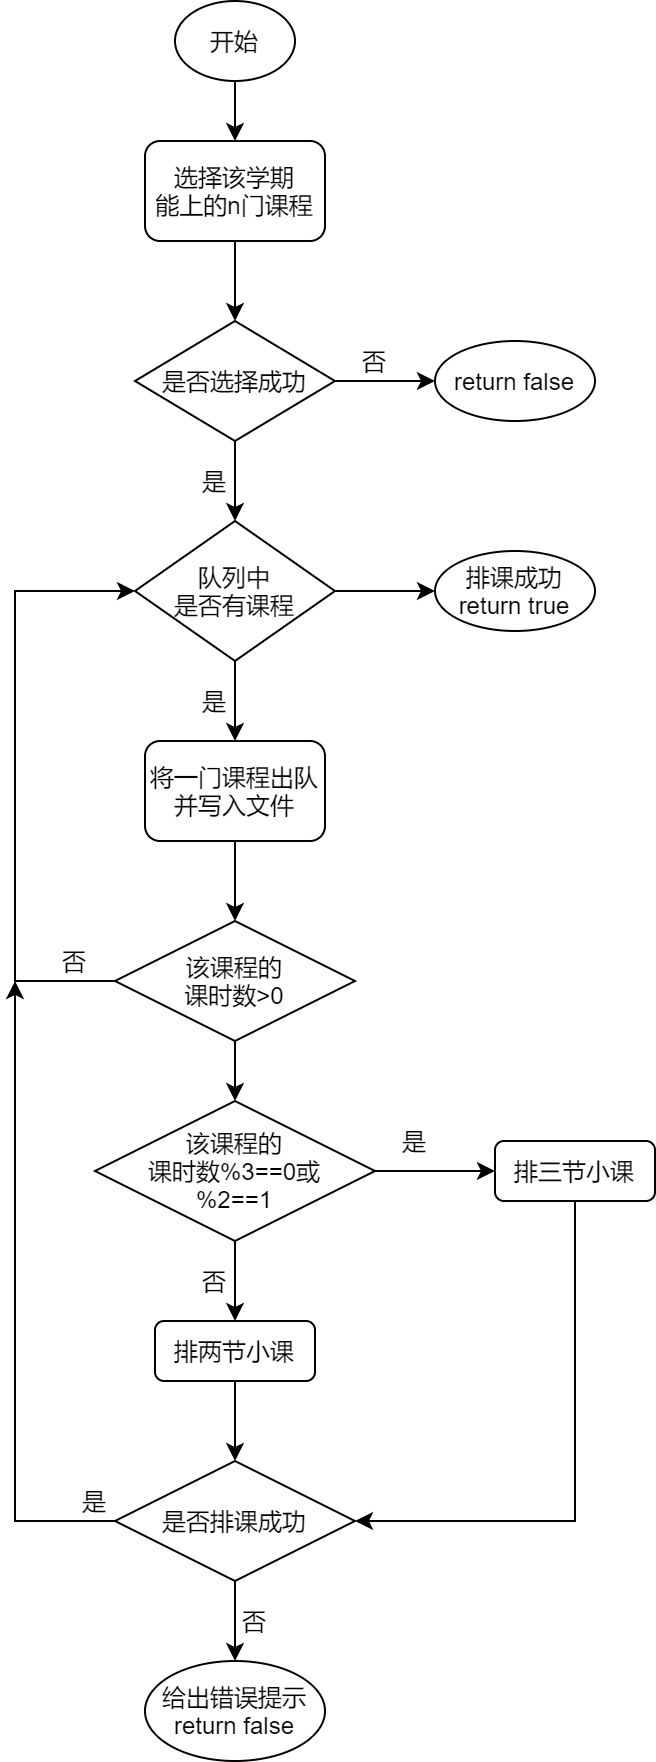 开始
选择该学期
能上的n门课程
是否选择成功
否
return false
是
队列中
是否有课程
排课成功
return true
是
将一门课程出队
并写入文件
否
该课程的
课时数>0
该课程的
课时数%3==0或
%2==1
是
排三节小课
否
排两节小课
是
是否排课成功
否
给出错误提示
return false